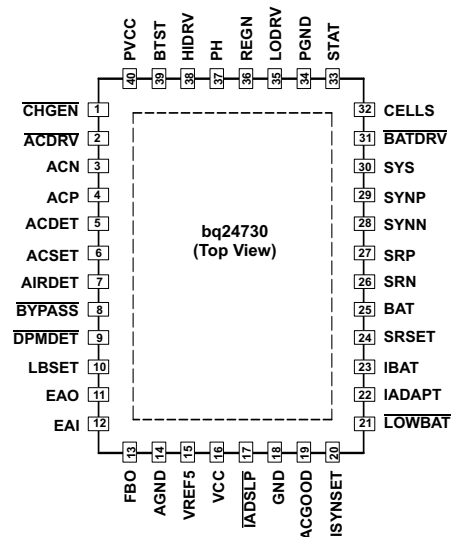 PVCC
BTST
HIDRV
PH
REGN
LODRV
PGND
STAT
40
39
38
37
36
35
34
33
CHGEN 1
ACDRV 2
ACN 3
ACP 4
ACDET 5
ACSET 6
AIRDET 7
BYPASS 8
DPMDET 9
LBSET 10
EAO 11
EAI 12
bq24730
(Top View)
32 CELLS
31 BATDRV
30 SYS
29 SYNP
28 SYNN
27 SRP
26 SRN
25 BAT
24 SRSET
23 IBAT
22 IADAPT
21 LOWBAT
13
14
15
16
17
18
19
20
FBO
AGND
VREF5
VCC
IADSLP
GND
ACGOOD
ISYNSET